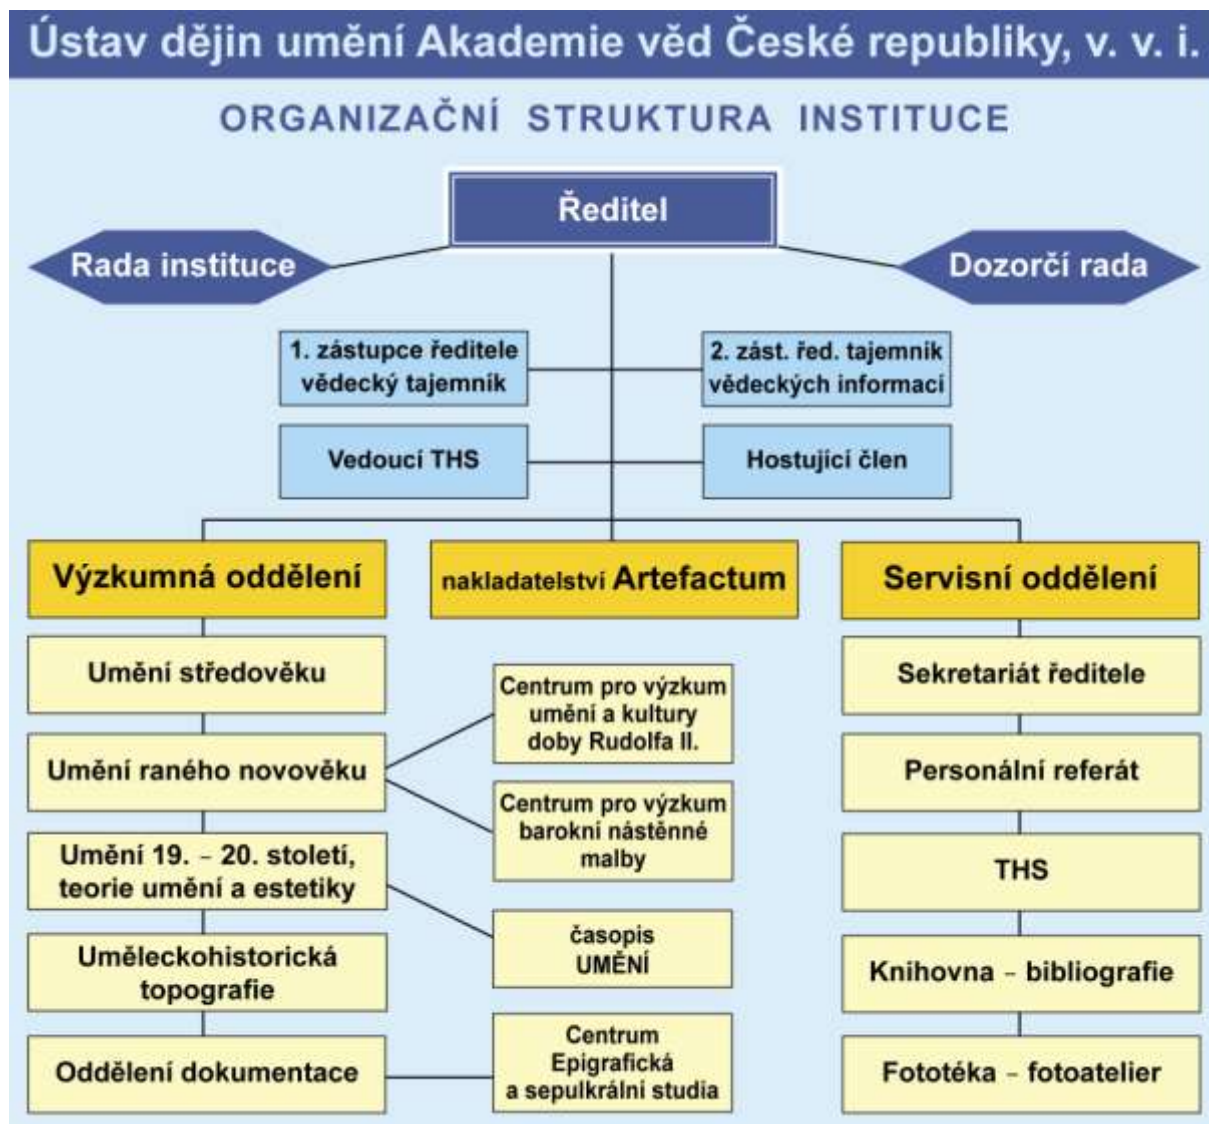 Ústav dějin umění Akademie věd České republiky, v. v. i.
ORGANIZAČNÍ STRUKTURA INSTITUCE
Ředitel
Rada instituce
Dozorčí rada
1. zástupce ředitele
vědecký tajemník
2. zást. řed. tajemník
vědeckých informací
Vedoucí THS
Hostující člen
Výzkumná oddělení
nakladatelství Artefactum
Servisní oddělení
Umění středověku
Umění raného novověku
Umění 19. – 20. století,
teorie umění a estetiky
Uměleckohistorická
topografie
Oddělení dokumentace
Centrum pro výzkum
umění a kultury
doby Rudolfa II.
Centrum pro výzkum
barokní nástěnné
malby
časopis
UMĚNÍ
Centrum
Epigrafická
a sepulkrální studia
Sekretariát ředitele
Personální referát
THS
Knihovna – bibliografie
Fototéka – fotoatelier